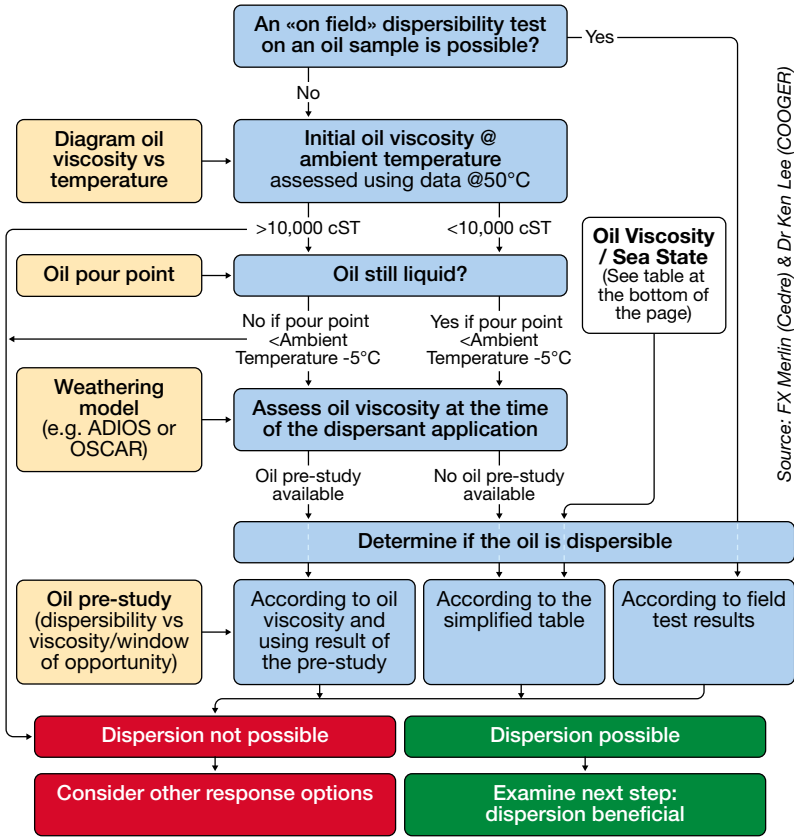 An «on field» dispersibility test
on an oil sample is possible?
Yes
No
Diagram oil
viscosity vs
temperature
Initial oil viscosity @
ambient temperature
assessed using data @50°C
>10,000 cST
<10,000 cST
Oil Viscosity
/ Sea State
(See table at
the bottom of
the page)
Oil pour point
Oil still liquid?
No if pour point
<Ambient
Temperature -5°C
Yes if pour point
<Ambient
Temperature -5°C
Weathering
model
(e.g. ADIOS or
OSCAR)
Assess oil viscosity at the time
of the dispersant application
Oil pre-study
available
No oil pre-study
available
Determine if the oil is dispersible
Oil pre-study
(dispersibility vs
viscosity/window
of opportunity)
According to oil
viscosity and
using result of
the pre-study
According to the
simplified table
According to field
test results
Dispersion not possible
Dispersion possible
Consider other response options
Examine next step:
dispersion beneficial
Source: FX Merlin (Cedre) & Dr Ken Lee (COOGER)